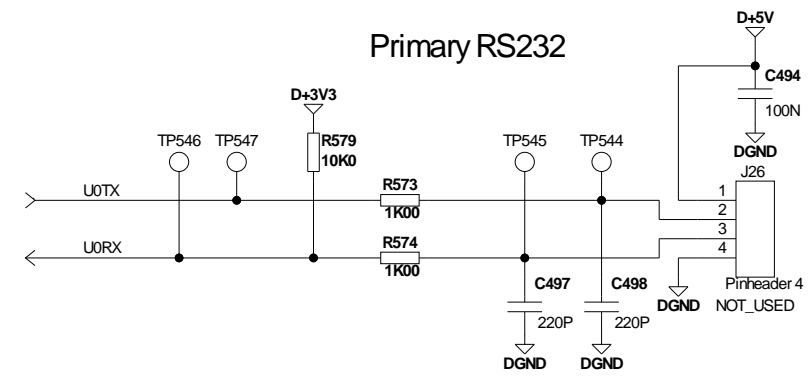 D+5V
Primary RS232
C494
100N
D+3V3
DGND
TP546 TP547 R579 TP545 TP544
10K0
J26
R573
U0TX
1K00
1
2
R574
U0RX
1K00
3
4
C497 C498
220P 220P
DGND
Pinheader 4
NOT_USED
DGND DGND